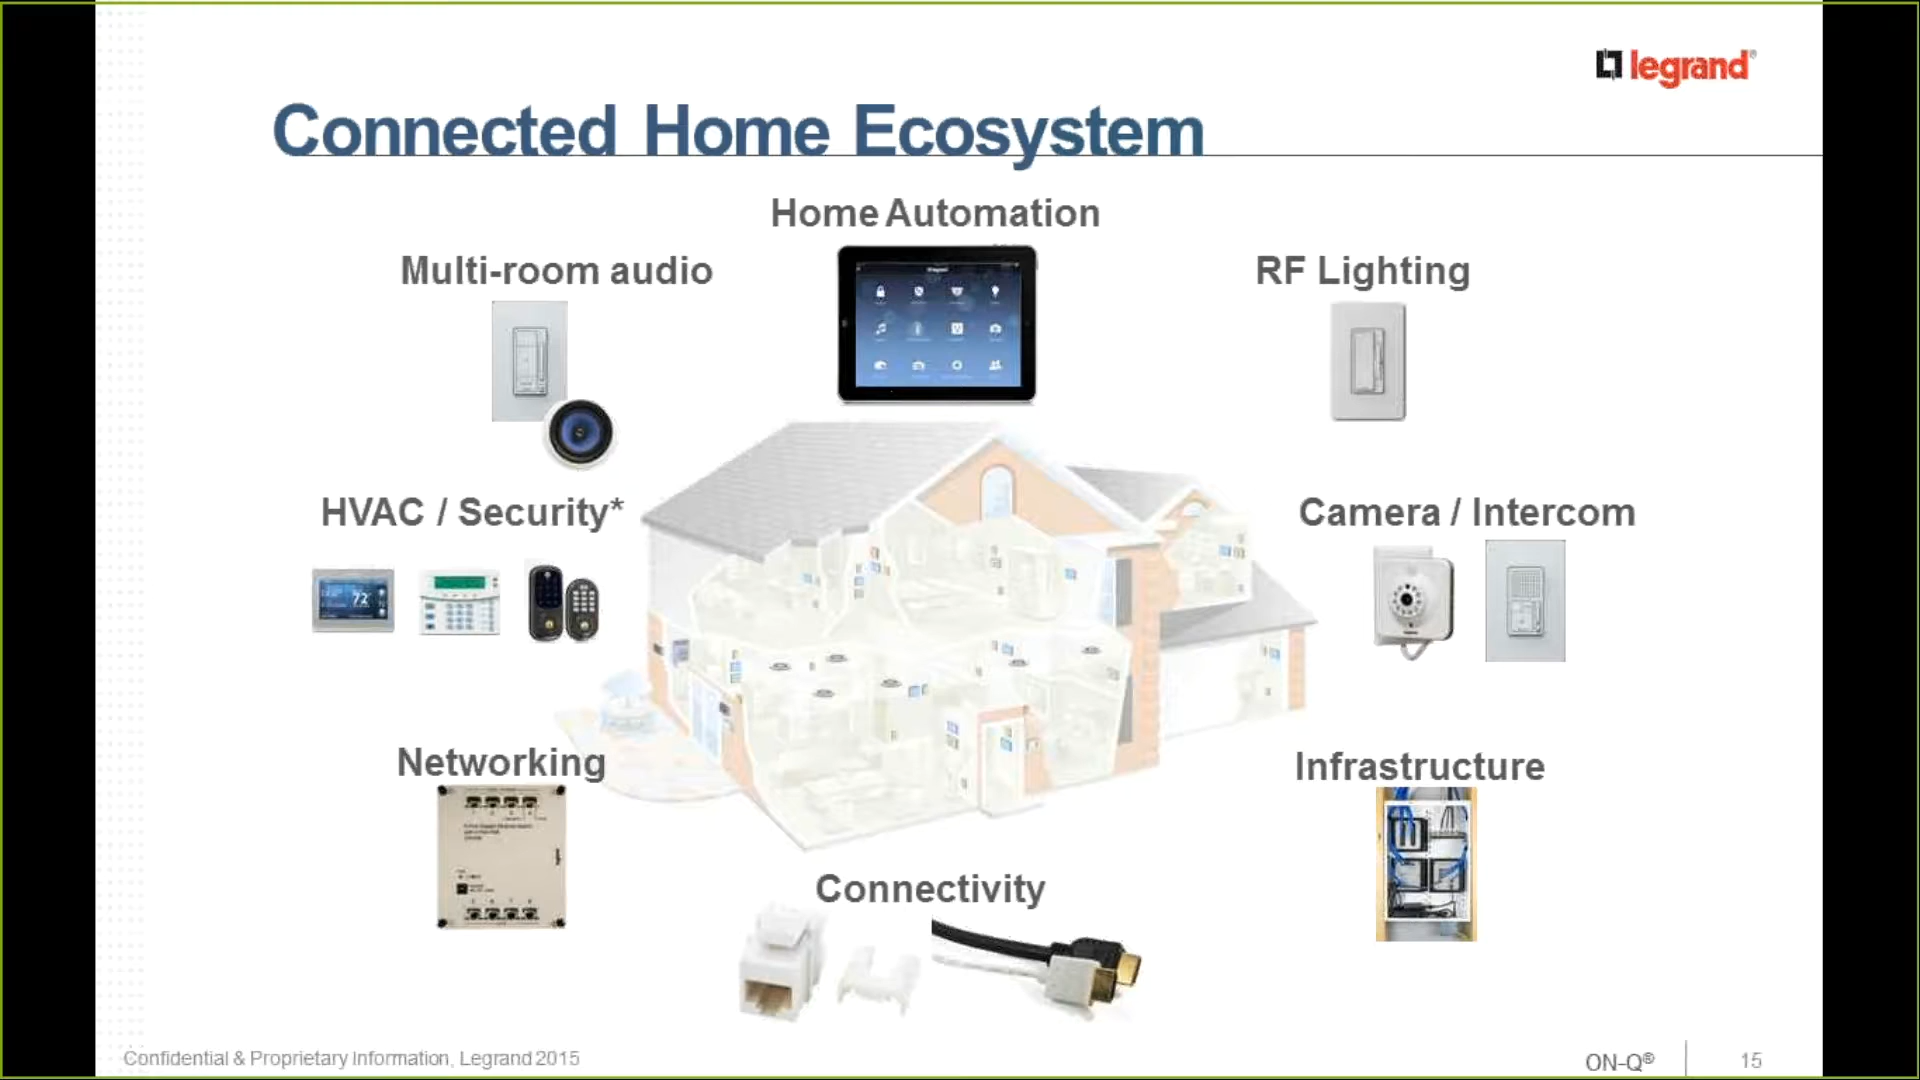 legrand®
Connected Home Ecosystem
Home Automation
Multi-room audio
RF Lighting
HVAC / Security*
Camera / Intercom
72
Networking
Infrastructure
Connectivity
Confidential & Proprietary Information, Legrand 2015
ON-Q®
15